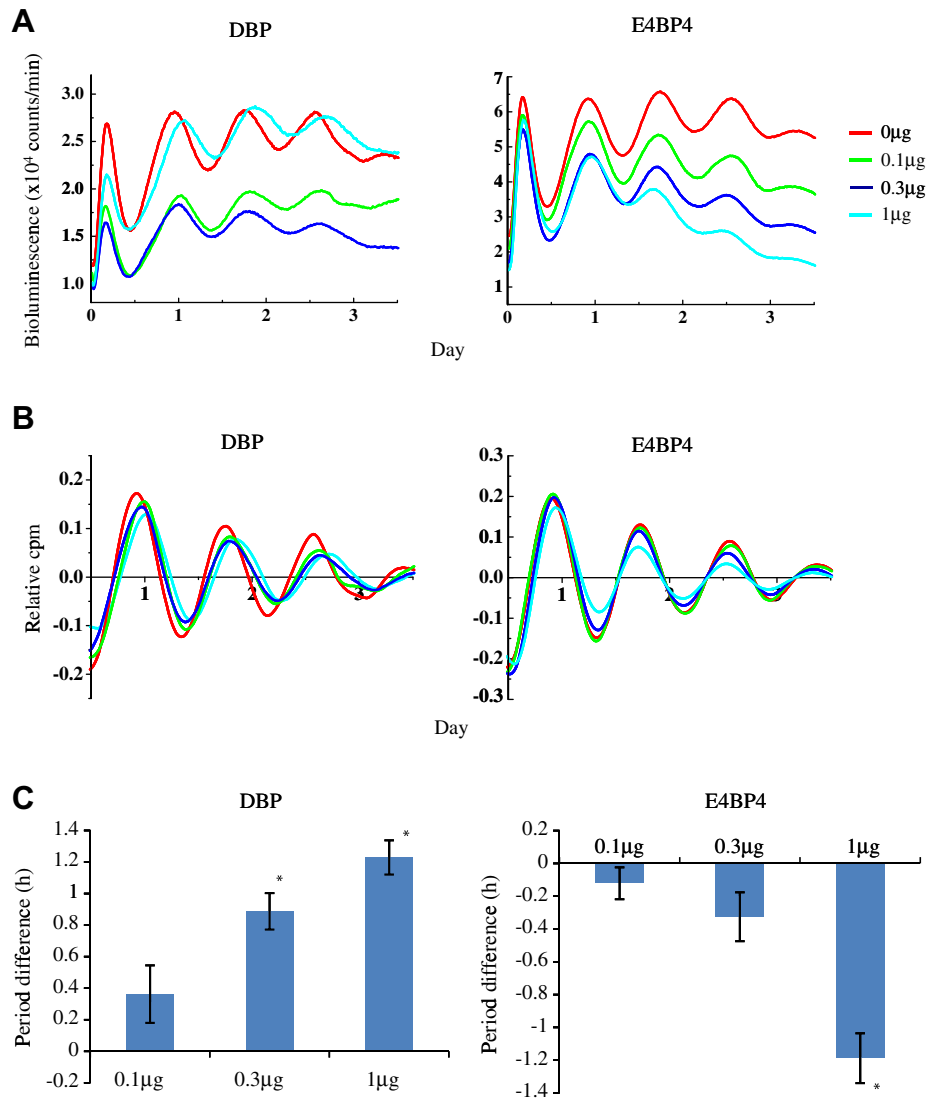 A
DBP
E4BP4
Bioluminescence (x10⁴ counts/min)
3.0
2.5
2.0
1.5
1.0
0 1 2 3
7
6
5
4
3
2
1
0 1 2 3
0μg
0.1μg
0.3μg
1μg
Day
B
DBP
E4BP4
Relative cpm
0.2
0.1
0.0
-0.1
-0.2
1 2 3
0.3
0.2
0.1
0.0
-0.1
-0.2
-0.3
1 2 3
Day
C
DBP
E4BP4
Period difference (h)
1.4
1.2
1
0.8
0.6
0.4
0.2
0
-0.2
* *
0.1μg 0.3μg 1μg
Period difference (h)
0.2
0
-0.2
-0.4
-0.6
-0.8
-1
-1.2
-1.4
0.1μg 0.3μg 1μg
*